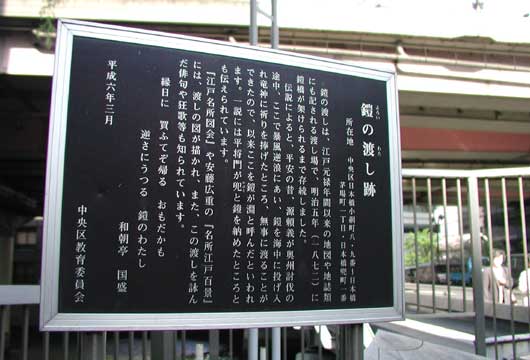 鎧の渡し跡
よろい わた
所在地 中央区日本橋小網町八・九番~日本橋
茅場町一丁目・日本橋兜町一番
鎧の渡しは、江戸元禄年間以来の地図や地誌類
にも記される渡し場で、明治五年(一八七二)に
鎧橋が架けられるまで存続しました。
伝説によると、平安の昔、源頼義が奥州討伐の
途中、ここで暴風逆浪にあい、鎧を海中に投げ入
れ竜神に祈りを捧げたところ、無事に渡ることが
できたので、以来ここを鎧が淵といわれ
ます。一説には平将門が兜と鎧を納めたところと
も伝えられています。
『江戸名所図会』や安藤広重の『名所江戸百景』
には、渡しの図が描かれ、また、この渡しを詠ん
だ俳句や狂歌等も知られています。
縁日に 買ふてぞ帰る おもだかも
逆さにうつる 鎧のわたし
和朝亭 国盛
平成六年三月
中央区教育委員会